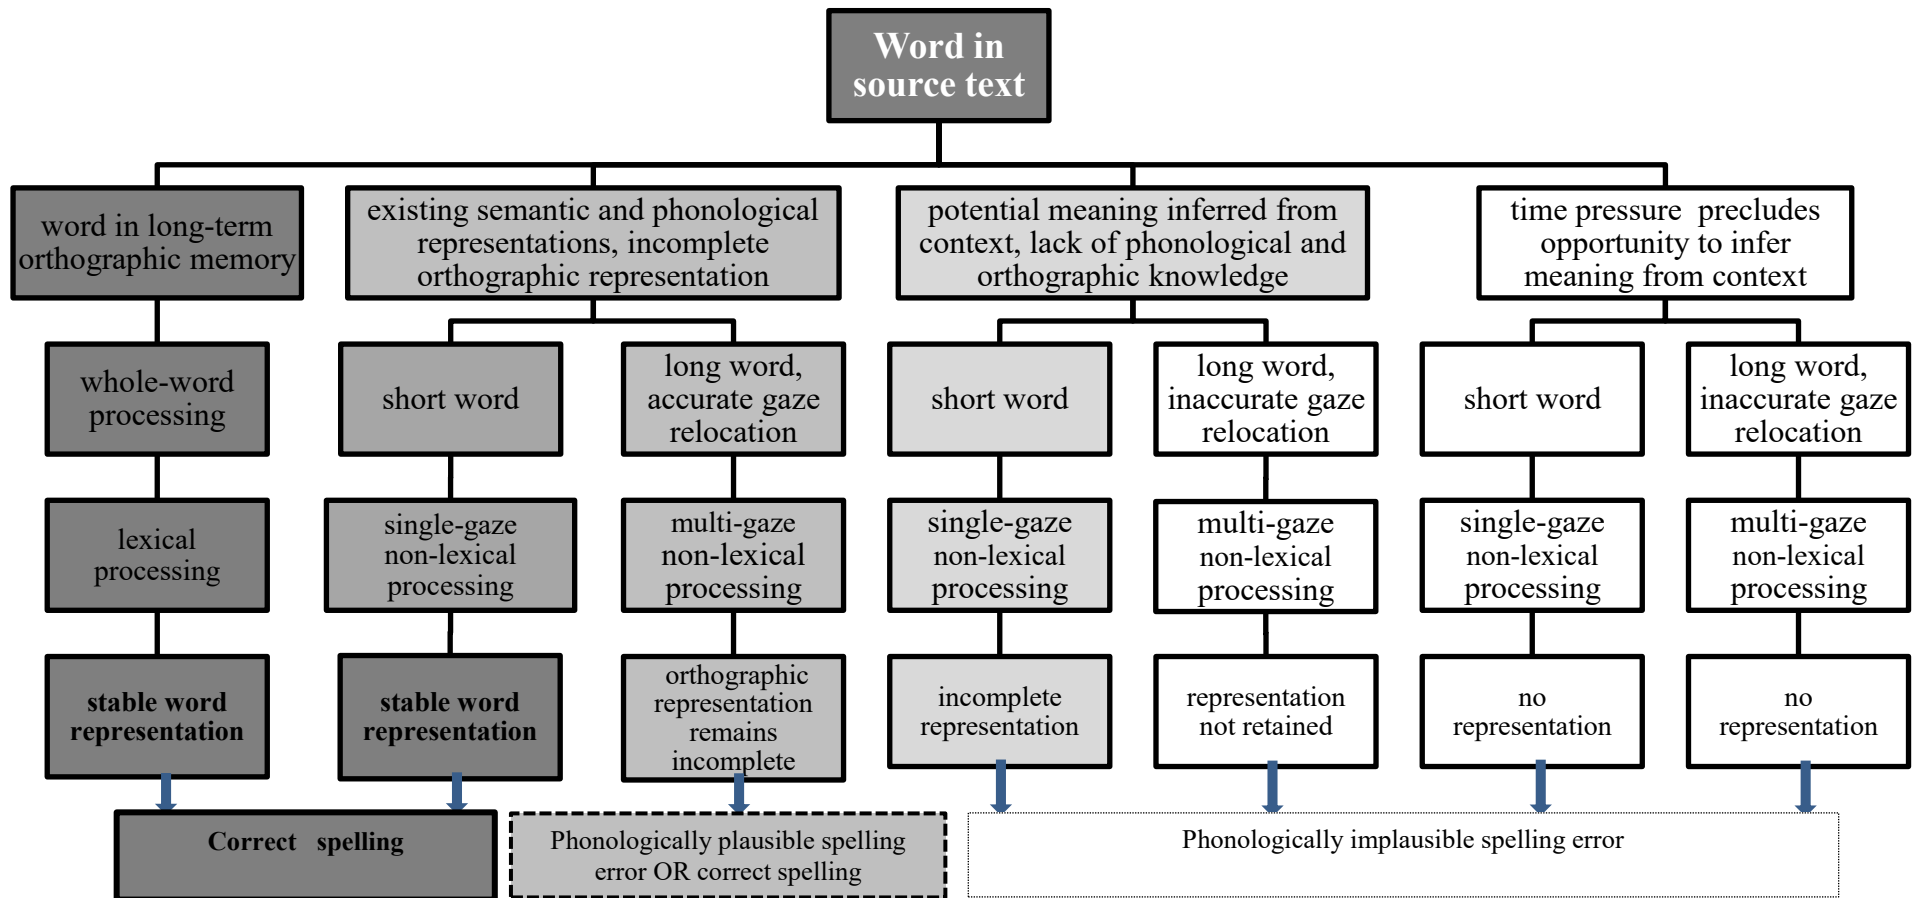 Word in
source text
word in long-term
orthographic memory
existing semantic and phonological
representations, incomplete
orthographic representation
potential meaning inferred from
context, lack of phonological and
orthographic knowledge
time pressure precludes
opportunity to infer
meaning from context
whole-word
processing
short word
long word,
accurate gaze
relocation
short word
long word,
inaccurate gaze
relocation
short word
long word,
inaccurate gaze
relocation
lexical
processing
single-gaze
non-lexical
processing
multi-gaze
non-lexical
processing
single-gaze
non-lexical
processing
multi-gaze
non-lexical
processing
single-gaze
non-lexical
processing
multi-gaze
non-lexical
processing
stable word
representation
stable word
representation
orthographic
representation
remains
incomplete
incomplete
representation
representation
not retained
no
representation
no
representation
Correct spelling
Phonologically plausible spelling
error OR correct spelling
Phonologically implausible spelling error